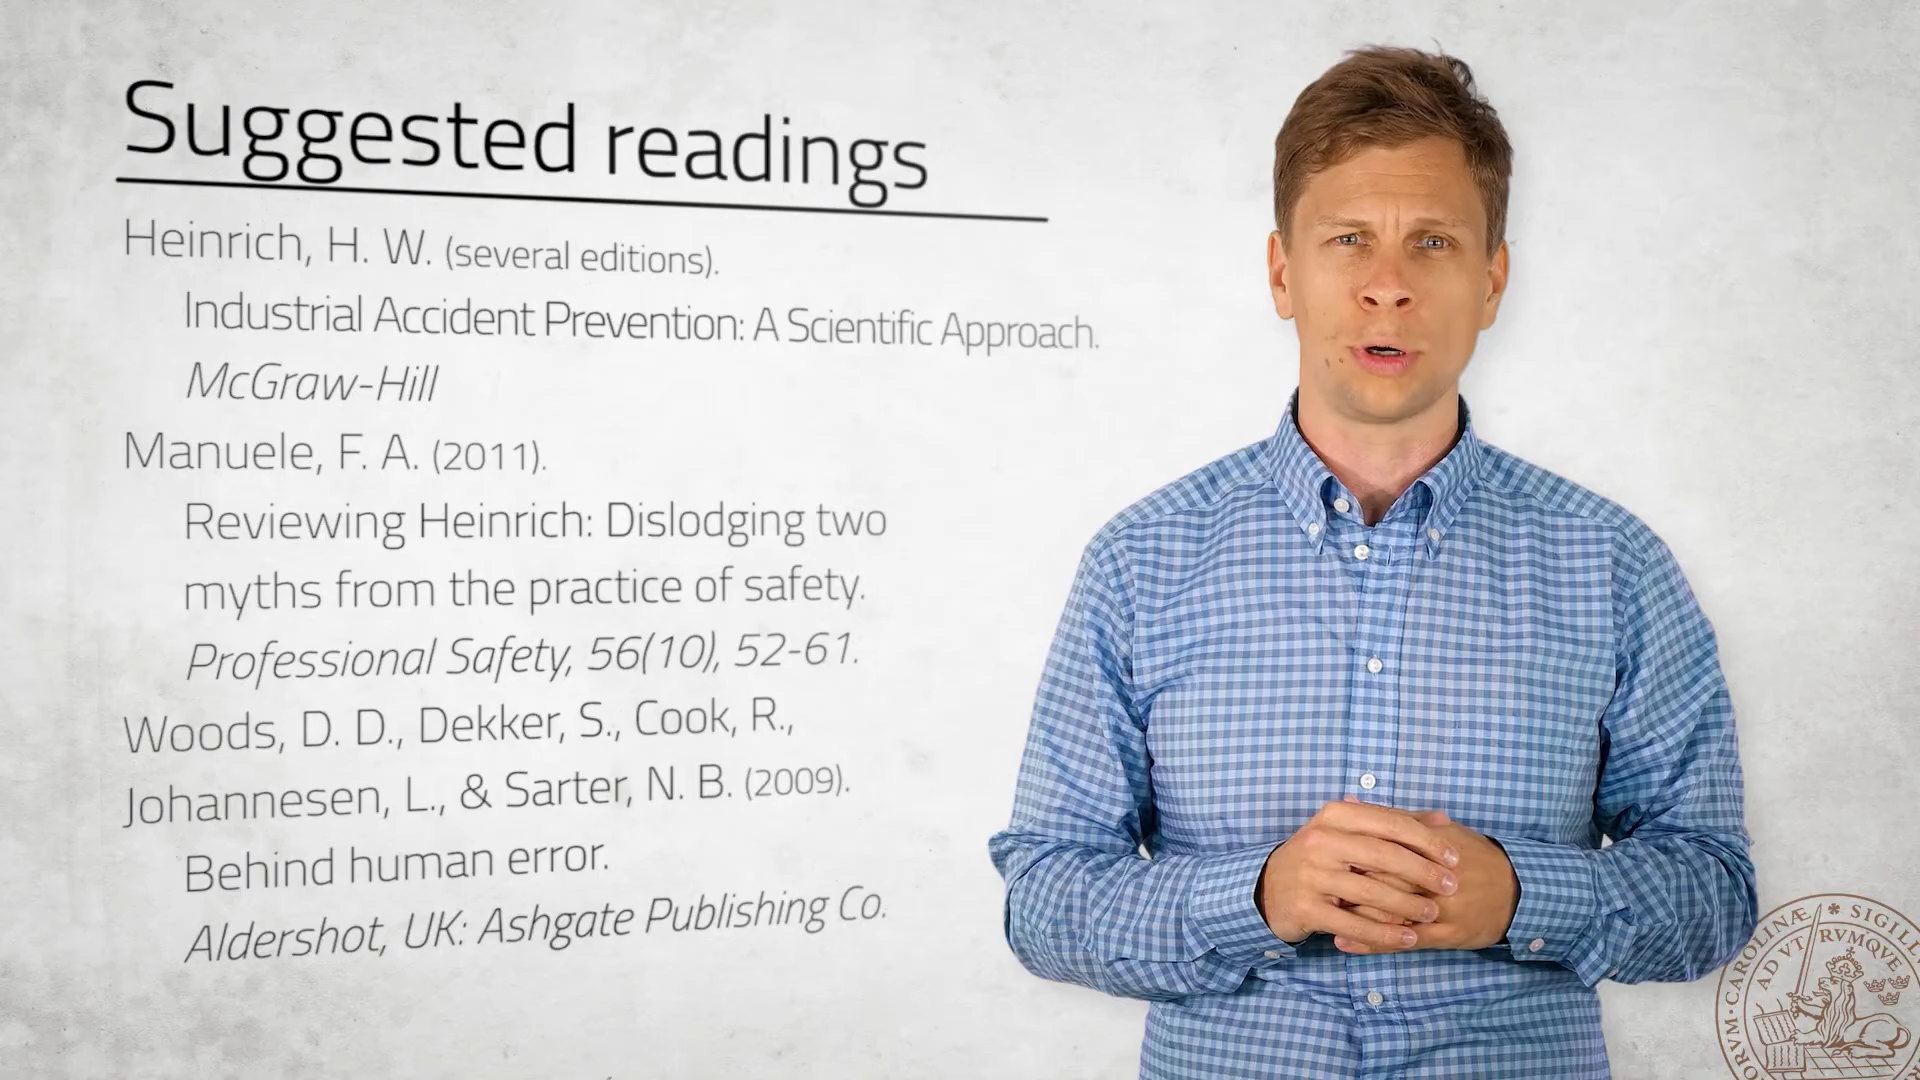 Suggested readings
Heinrich, H. W. (several editions).
Industrial Accident Prevention: A Scientific Approach.
McGraw-Hill
Manuele, F. A. (2011).
Reviewing Heinrich: Dislodging two
myths from the practice of safety.
Professional Safety, 56(10), 52-61.
Woods, D. D., Dekker, S., Cook, R.,
Johannesen, L., & Sarter, N. B. (2009).
Behind human error.
Aldershot, UK: Ashgate Publishing Co.
ORVM · CAROLINÆ * SIGILL
AD VTRVMQVE